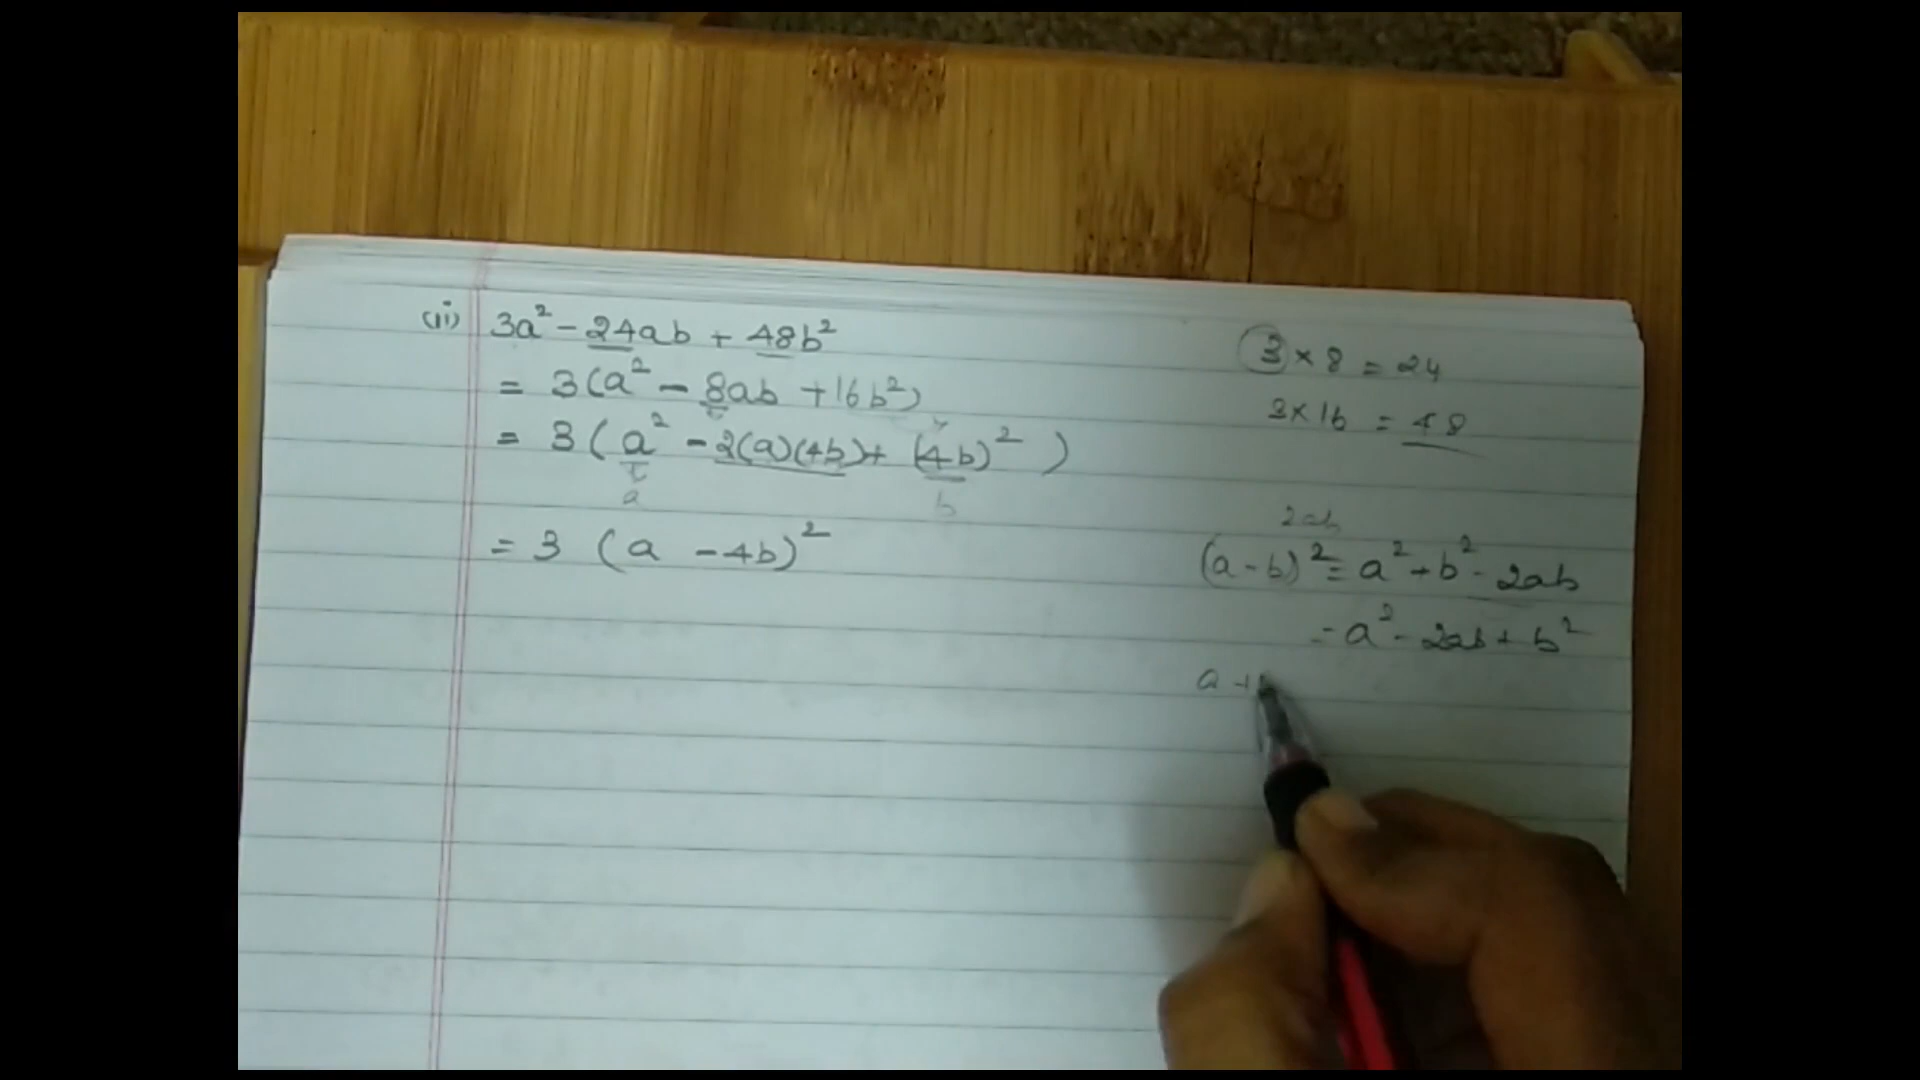 (ii) 3a² - 24ab + 48b²
= 3(a² - 8ab + 16b²)
= 3(a² - 2(a)(4b) + (4b)²)
a b
= 3 (a - 4b)²
3 × 8 = 24
3 × 16 = 48
2ab
(a - b)² = a² + b² - 2ab
= a² - 2ab + b²
a +